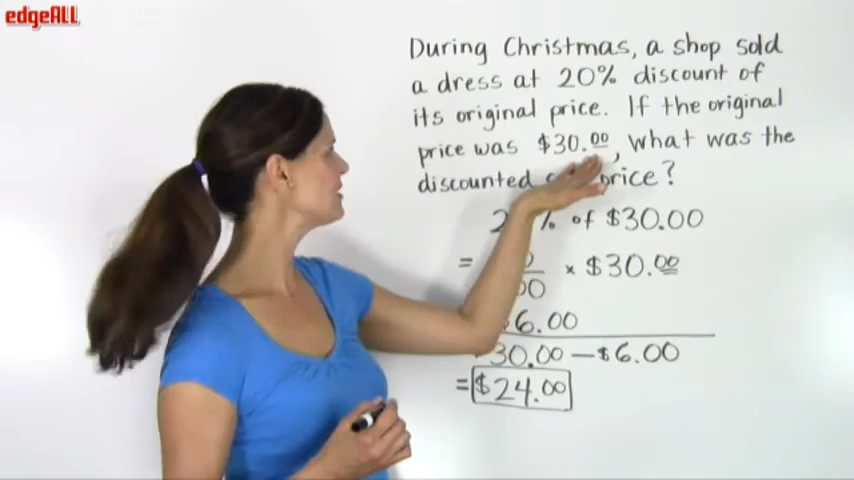 edgeALL
During Christmas, a shop sold
a dress at 20% discount of
its original price. If the original
price was $30.00, what was the
discounted price?
% of $30.00
= × $30.00
6.00
30.00 - $6.00
= $24.00